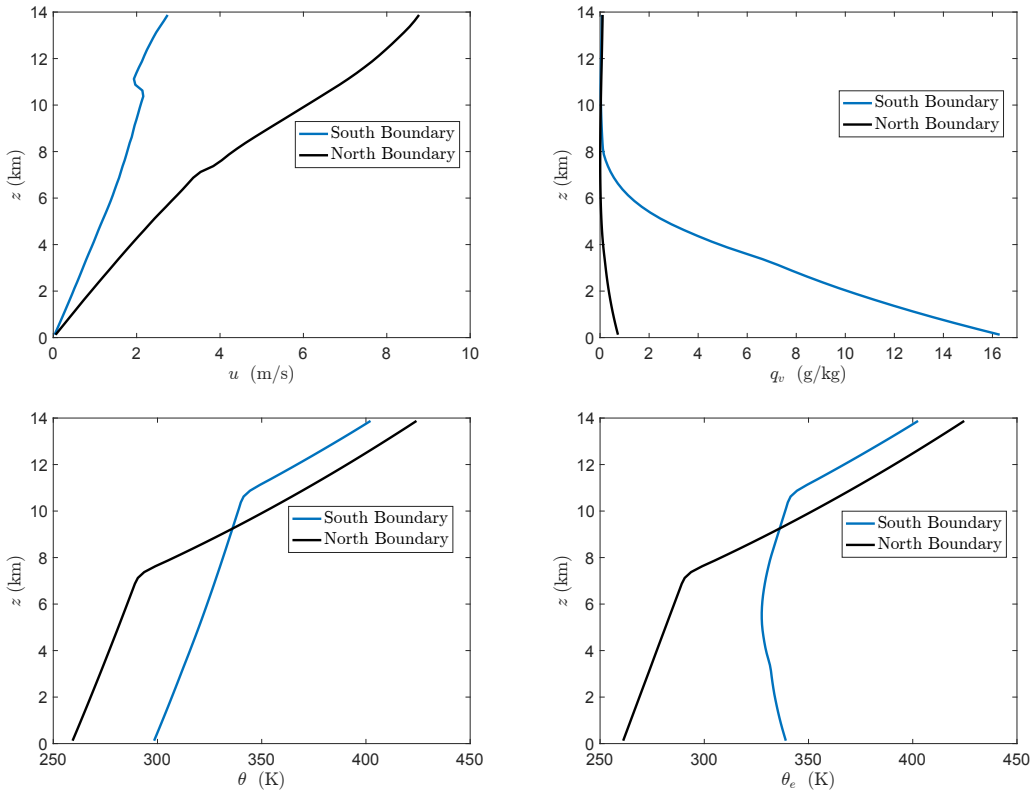 14
12
10
8
6
4
2
0
z (km)
South Boundary
North Boundary
0 2 4 6 8 10
u (m/s)
14
12
10
8
6
4
2
0
z (km)
South Boundary
North Boundary
0 2 4 6 8 10 12 14 16
q_v (g/kg)
14
12
10
8
6
4
2
0
z (km)
South Boundary
North Boundary
200 250 300 350 400 450
θ (K)
14
12
10
8
6
4
2
0
z (km)
South Boundary
North Boundary
200 250 300 350 400 450
θ_e (K)